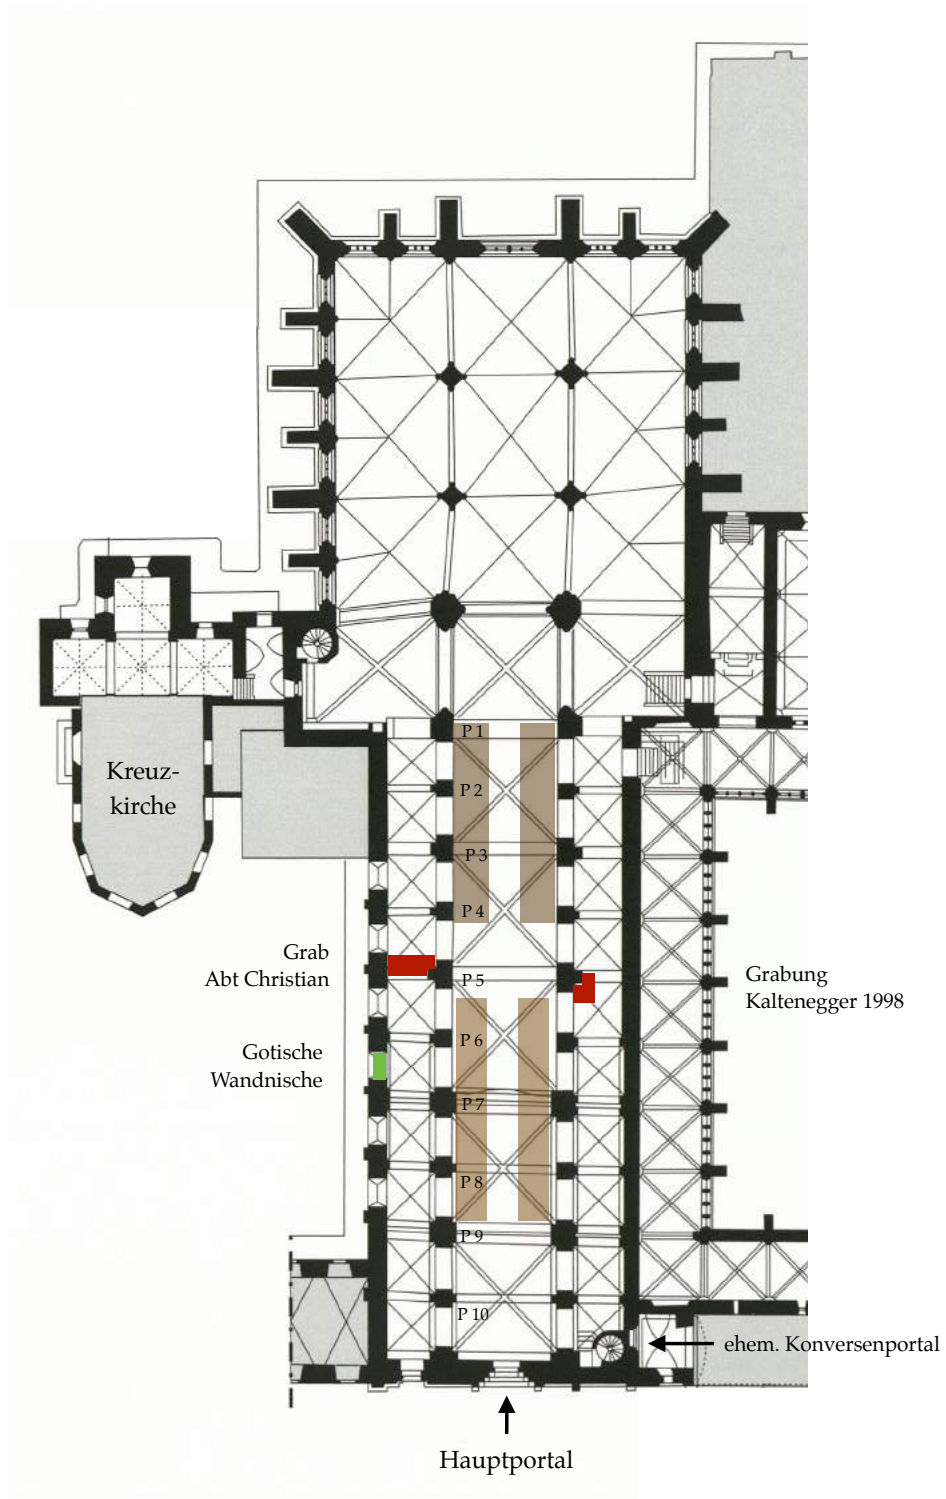 P 1
Kreuz-
kirche
P 2
P 3
P 4
Grab
Abt Christian
P 5
Grabung
Kaltenegger 1998
P 6
Gotische
Wandnische
P 7
P 8
P 9
P 10
ehem. Konversenportal
Hauptportal